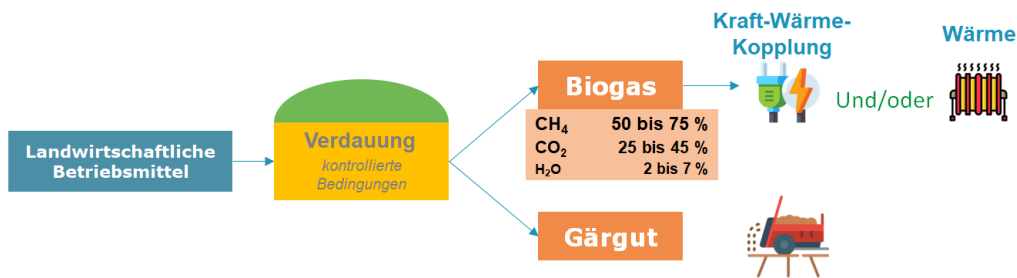 Landwirtschaftliche
Betriebsmittel
Verdauung
kontrollierte
Bedingungen
Biogas
CH₄ 50 bis 75 %
CO₂ 25 bis 45 %
H₂O 2 bis 7 %
Gärgut
Kraft-Wärme-
Kopplung
Und/oder
Wärme